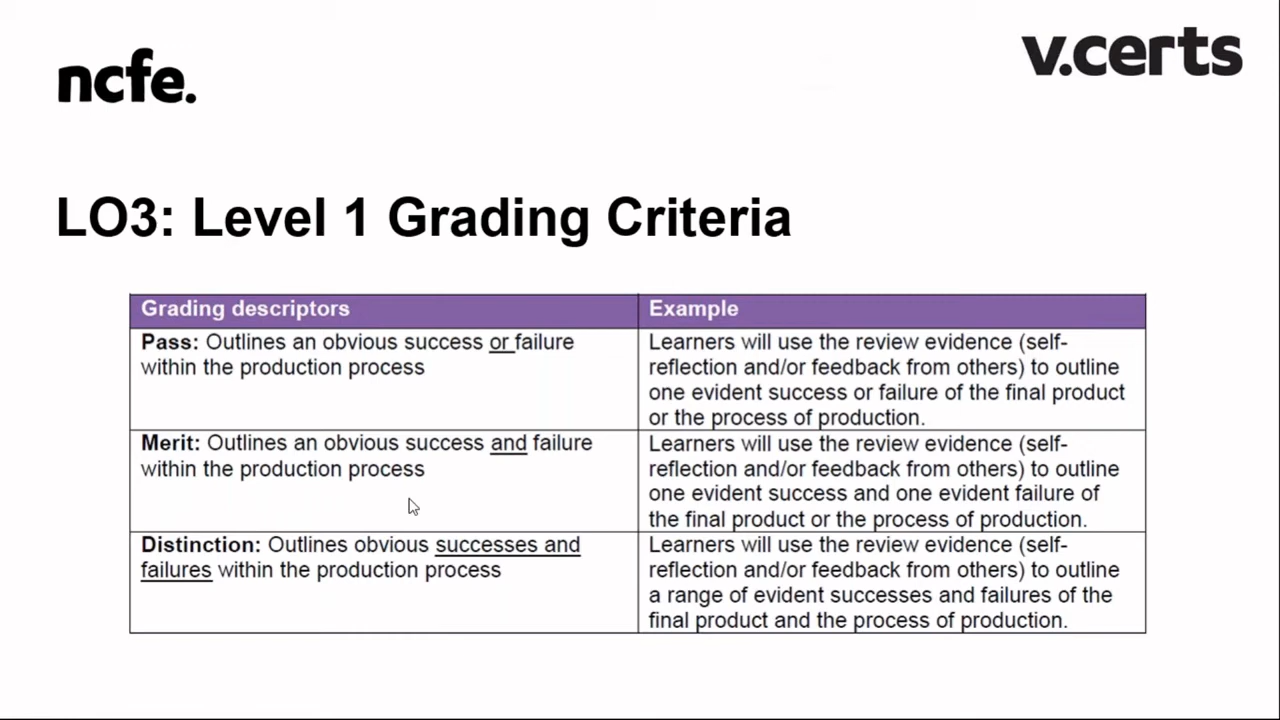 ncfe.
v.certs
LO3: Level 1 Grading Criteria
Grading descriptors
Example
Pass: Outlines an obvious success or failure
within the production process
Learners will use the review evidence (self-
reflection and/or feedback from others) to outline
one evident success or failure of the final product
or the process of production.
Merit: Outlines an obvious success and failure
within the production process
Learners will use the review evidence (self-
reflection and/or feedback from others) to outline
one evident success and one evident failure of
the final product or the process of production.
Distinction: Outlines obvious successes and
failures within the production process
Learners will use the review evidence (self-
reflection and/or feedback from others) to outline
a range of evident successes and failures of the
final product and the process of production.